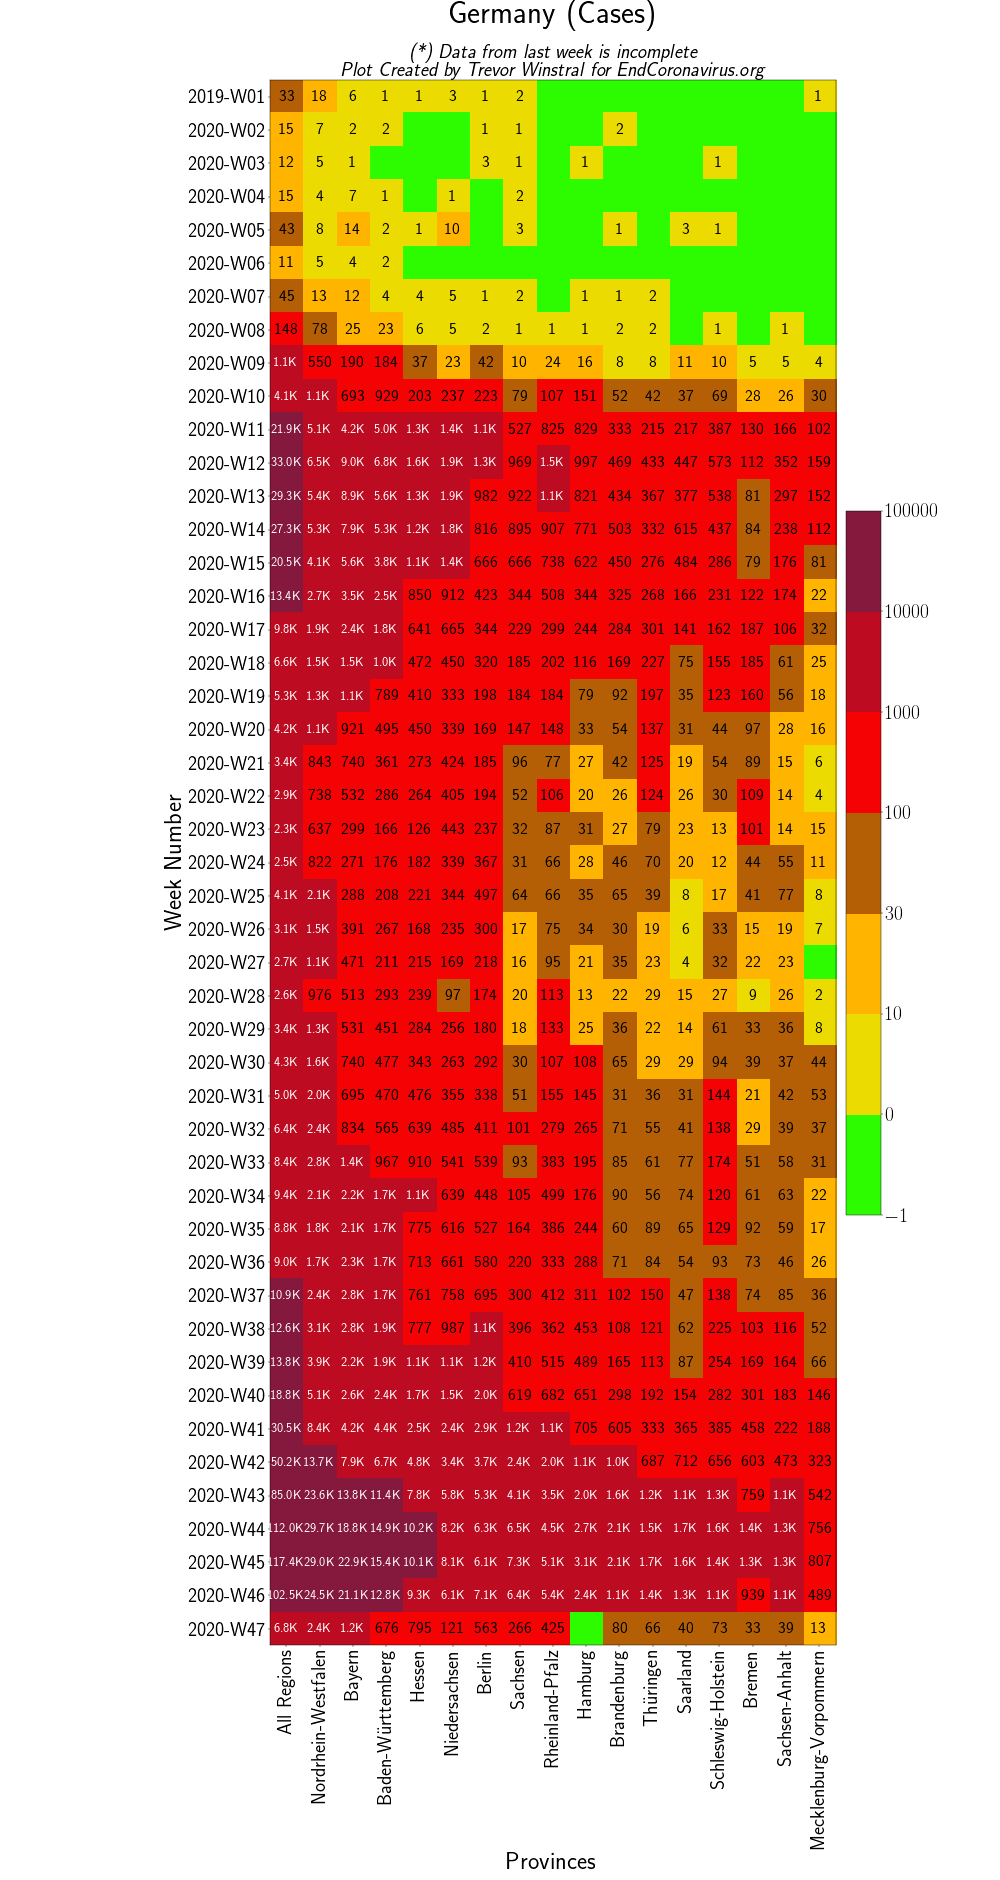 Germany (Cases)
(*) Data from last week is incomplete
Plot Created by Trevor Winstral for EndCoronavirus.org
2019-W01 33 18 6 1 1 3 1 2 1
2020-W02 15 7 2 2 1 1 2
2020-W03 12 5 1 3 1 1 1
2020-W04 15 4 7 1 1 2
2020-W05 43 8 14 2 1 10 3 1 3 1
2020-W06 11 5 4 2
2020-W07 45 13 12 4 4 5 1 2 1 1 2
2020-W08 148 78 25 23 6 5 2 1 1 1 2 2 1 1
2020-W09 1.1K 550 190 184 37 23 42 10 24 16 8 8 11 10 5 5 4
2020-W10 4.1K 1.1K 693 929 203 237 223 79 107 151 52 42 37 69 28 26 30
2020-W11 21.9K 5.1K 4.2K 5.0K 1.3K 1.4K 1.1K 527 825 829 333 215 217 387 130 166 102
2020-W12 33.0K 6.5K 9.0K 6.8K 1.6K 1.9K 1.3K 969 1.5K 997 469 433 447 573 112 352 159
2020-W13 29.3K 5.4K 8.9K 5.6K 1.3K 1.9K 982 922 1.1K 821 434 367 377 538 81 297 152
2020-W14 27.3K 5.3K 7.9K 5.3K 1.2K 1.8K 816 895 907 771 503 332 615 437 84 238 112
2020-W15 20.5K 4.1K 5.6K 3.8K 1.1K 1.4K 666 666 738 622 450 276 484 286 79 176 81
2020-W16 13.4K 2.7K 3.5K 2.5K 850 912 423 344 508 344 325 268 166 231 122 174 22
2020-W17 9.8K 1.9K 2.4K 1.8K 641 665 344 229 299 244 284 301 141 162 187 106 32
2020-W18 6.6K 1.5K 1.5K 1.0K 472 450 320 185 202 116 169 227 75 155 185 61 25
2020-W19 5.3K 1.3K 1.1K 789 410 333 198 184 184 79 92 197 35 123 160 56 18
2020-W20 4.2K 1.1K 921 495 450 339 169 147 148 33 54 137 31 44 97 28 16
2020-W21 3.4K 843 740 361 273 424 185 96 77 27 42 125 19 54 89 15 6
2020-W22 2.9K 738 532 286 264 405 194 52 106 20 26 124 26 30 109 14 4
2020-W23 2.3K 637 299 166 126 443 237 32 87 31 27 79 23 13 101 14 15
2020-W24 2.5K 822 271 176 182 339 367 31 66 28 46 70 20 12 44 55 11
2020-W25 4.1K 2.1K 288 208 221 344 497 64 66 35 65 39 8 17 41 77 8
2020-W26 3.1K 1.5K 391 267 168 235 300 17 75 34 30 19 6 33 15 19 7
2020-W27 2.7K 1.1K 471 211 215 169 218 16 95 21 35 23 4 32 22 23
2020-W28 2.6K 976 513 293 239 97 174 20 113 13 22 29 15 27 9 26 2
2020-W29 3.4K 1.3K 531 451 284 256 180 18 133 25 36 22 14 61 33 36 8
2020-W30 4.3K 1.6K 740 477 343 263 292 30 107 108 65 29 29 94 39 37 44
2020-W31 5.0K 2.0K 695 470 476 355 338 51 155 145 31 36 31 144 21 42 53
2020-W32 6.4K 2.4K 834 565 639 485 411 101 279 265 71 55 41 138 29 39 37
2020-W33 8.4K 2.8K 1.4K 967 910 541 539 93 383 195 85 61 77 174 51 58 31
2020-W34 9.4K 2.1K 2.2K 1.7K 1.1K 639 448 105 499 176 90 56 74 120 61 63 22
2020-W35 8.8K 1.8K 2.1K 1.7K 775 616 527 164 386 244 60 89 65 129 92 59 17
2020-W36 9.0K 1.7K 2.3K 1.7K 713 661 580 220 333 288 71 84 54 93 73 46 26
2020-W37 10.9K 2.4K 2.8K 1.7K 761 758 695 300 412 311 102 150 47 138 74 85 36
2020-W38 12.6K 3.1K 2.8K 1.9K 777 987 1.1K 396 362 453 108 121 62 225 103 116 52
2020-W39 13.8K 3.9K 2.2K 1.9K 1.1K 1.1K 1.2K 410 515 489 165 113 87 254 169 164 66
2020-W40 18.8K 5.1K 2.6K 2.4K 1.7K 1.5K 2.0K 619 682 651 298 192 154 282 301 183 146
2020-W41 30.5K 8.4K 4.2K 4.4K 2.5K 2.4K 2.9K 1.2K 1.1K 705 605 333 365 385 458 222 188
2020-W42 50.2K 13.7K 7.9K 6.7K 4.8K 3.4K 3.7K 2.4K 2.0K 1.1K 1.0K 687 712 656 603 473 323
2020-W43 85.0K 23.6K 13.8K 11.4K 7.8K 5.8K 5.3K 4.1K 3.5K 2.0K 1.6K 1.2K 1.1K 1.3K 759 1.1K 542
2020-W44 112.0K 29.7K 18.8K 14.9K 10.2K 8.2K 6.3K 6.5K 4.5K 2.7K 2.1K 1.5K 1.7K 1.6K 1.4K 1.3K 756
2020-W45 117.4K 29.0K 22.9K 15.4K 10.1K 8.1K 6.1K 7.3K 5.1K 3.1K 2.1K 1.7K 1.6K 1.4K 1.3K 1.3K 807
2020-W46 102.5K 24.5K 21.1K 12.8K 9.3K 6.1K 7.1K 6.4K 5.4K 2.4K 1.1K 1.4K 1.3K 1.1K 939 1.1K 489
2020-W47 6.8K 2.4K 1.2K 676 795 121 563 266 425 80 66 40 73 33 39 13
Week Number
100000
10000
1000
100
30
10
0
−1
All Regions
Nordrhein-Westfalen
Bayern
Baden-Württemberg
Hessen
Niedersachsen
Berlin
Sachsen
Rheinland-Pfalz
Hamburg
Brandenburg
Thüringen
Saarland
Schleswig-Holstein
Bremen
Sachsen-Anhalt
Mecklenburg-Vorpommern
Provinces